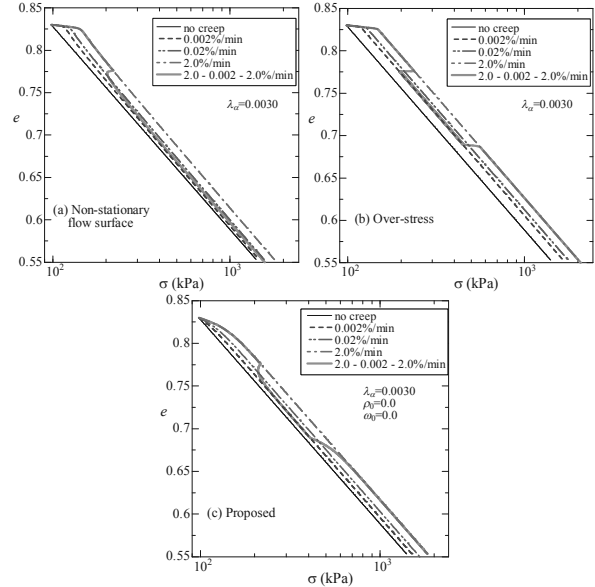 0.85
0.8
0.75
0.7
0.65
0.6
0.55
e
no creep
0.002%/min
0.02%/min
2.0%/min
2.0 - 0.002 - 2.0%/min
λα=0.0030
(a) Non-stationary
flow surface
10²
10³
σ (kPa)
0.85
0.8
0.75
0.7
0.65
0.6
0.55
e
no creep
0.002%/min
0.02%/min
2.0%/min
2.0 - 0.002 - 2.0%/min
λα=0.0030
(b) Over-stress
10²
10³
σ (kPa)
0.85
0.8
0.75
0.7
0.65
0.6
0.55
e
no creep
0.002%/min
0.02%/min
2.0%/min
2.0 - 0.002 - 2.0%/min
λα=0.0030
ρ0=0.0
ω0=0.0
(c) Proposed
10²
10³
σ (kPa)